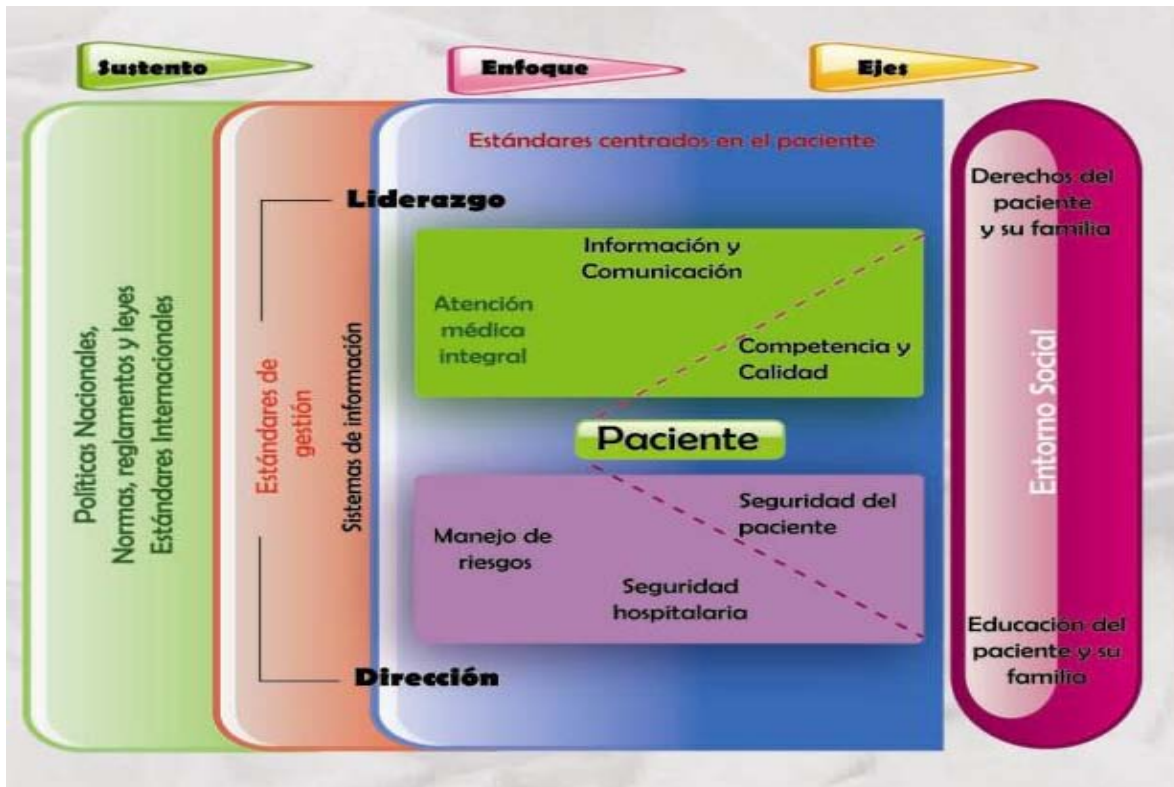 Sustento
Enfoque
Ejes
Políticas Nacionales,
Normas, reglamentos y leyes
Estándares Internacionales
Estándares de
gestión
Sistemas de información
Estándares centrados en el paciente
Liderazgo
Información y
Comunicación
Atención
médica
integral
Competencia y
Calidad
Paciente
Seguridad del
paciente
Manejo de
riesgos
Seguridad
hospitalaria
Dirección
Derechos del
paciente
y su familia
Entorno Social
Educación del
paciente y su
familia